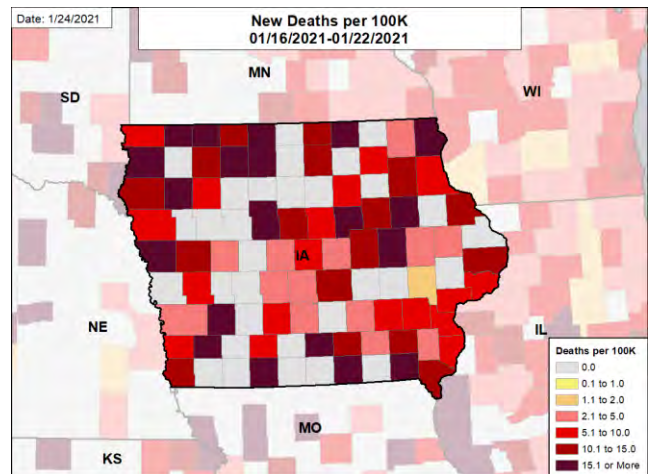 Date: 1/24/2021
New Deaths per 100K
01/16/2021-01/22/2021
MN
SD
WI
IA
NE
IL
MO
KS
Deaths per 100K
0.0
0.1 to 1.0
1.1 to 2.0
2.1 to 5.0
5.1 to 10.0
10.1 to 15.0
15.1 or More